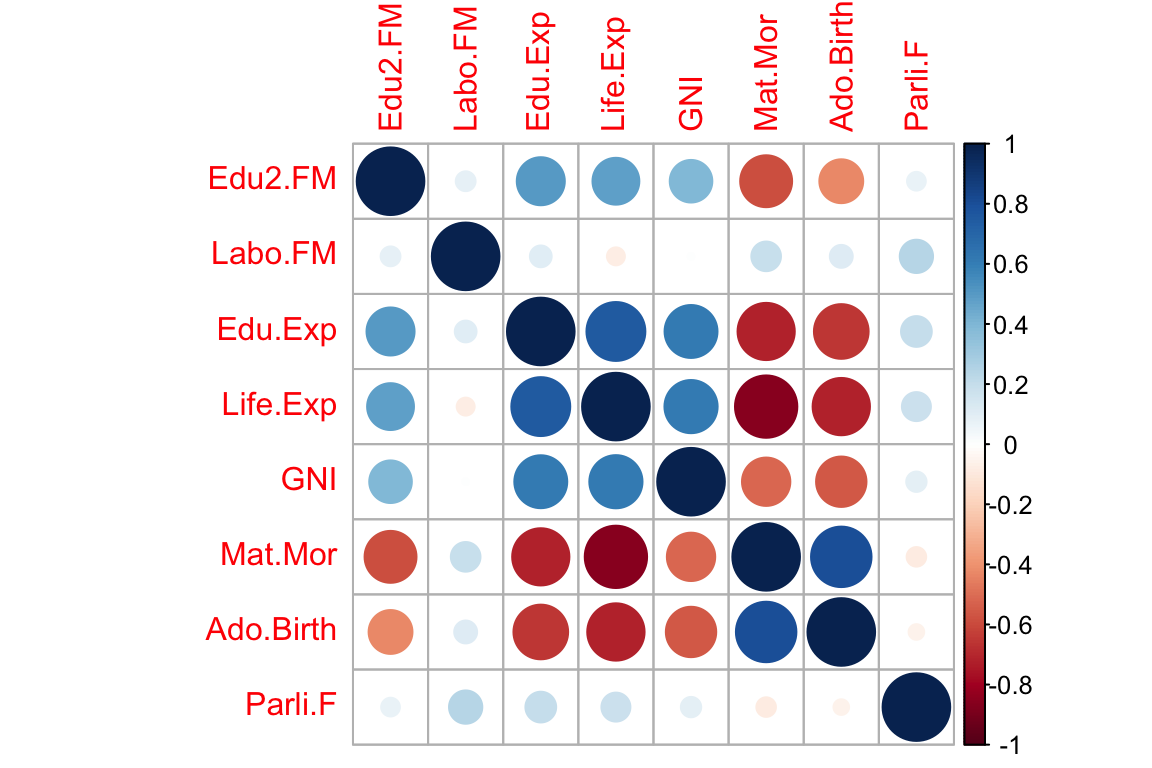 Edu2.FM
Labo.FM
Edu.Exp
Life.Exp
GNI
Mat.Mor
Ado.Birth
Parli.F
Edu2.FM
Labo.FM
Edu.Exp
Life.Exp
GNI
Mat.Mor
Ado.Birth
Parli.F
1
0.8
0.6
0.4
0.2
0
-0.2
-0.4
-0.6
-0.8
-1